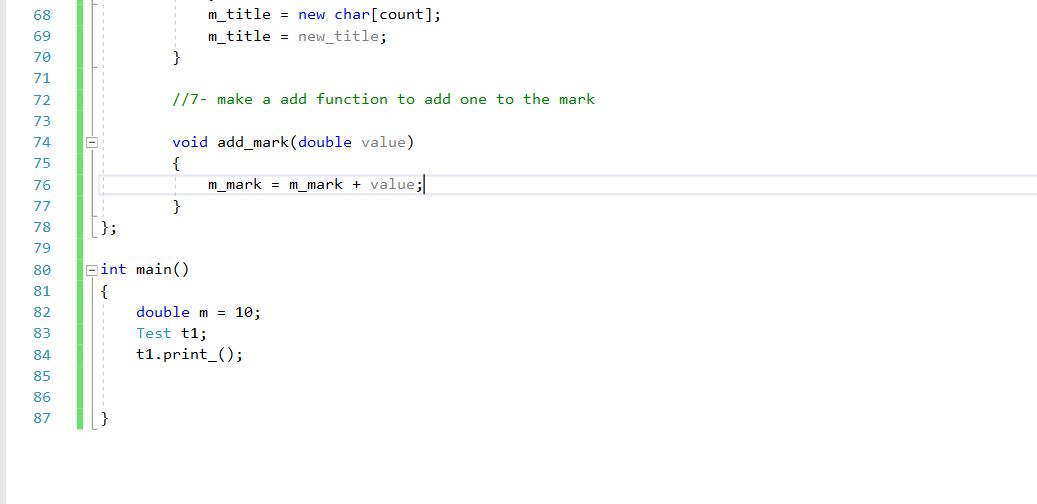 68 m_title = new char[count];
69 m_title = new_title;
70 }
71
72 //7- make a add function to add one to the mark
73
74 void add_mark(double value)
75 {
76 m_mark = m_mark + value;
77 }
78 };
79
80 int main()
81 {
82 double m = 10;
83 Test t1;
84 t1.print_();
85
86
87 }